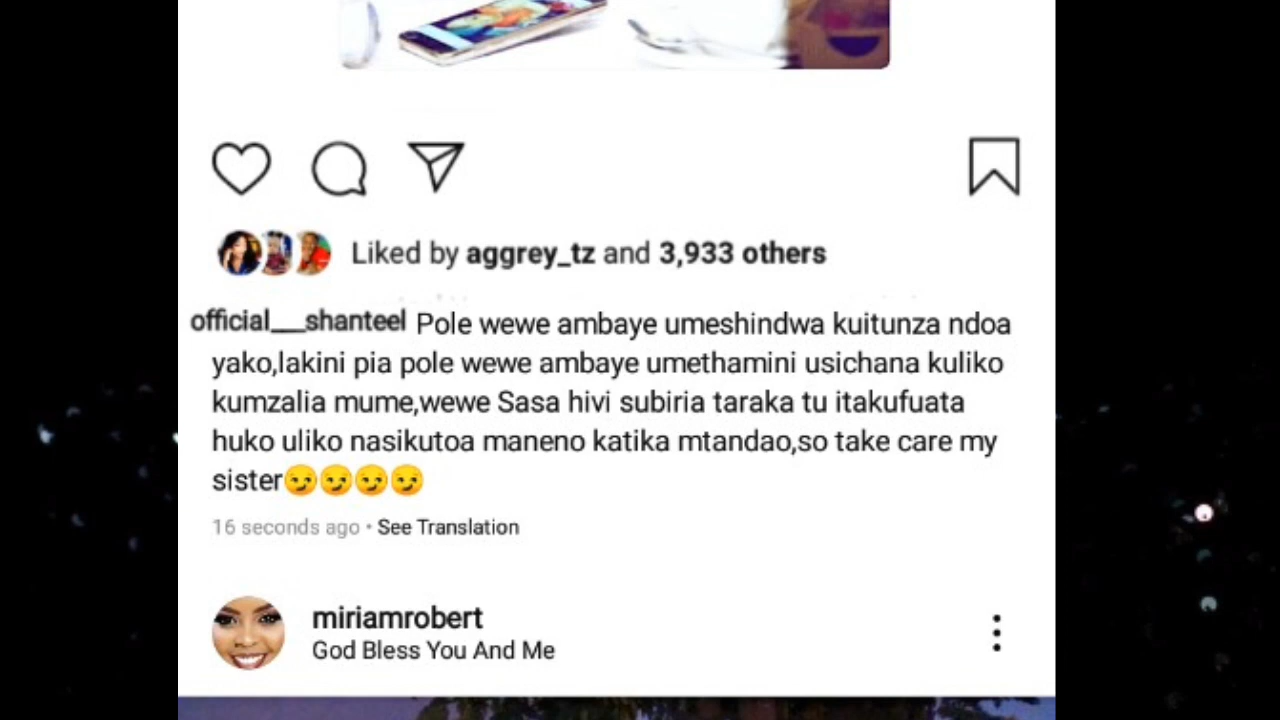 Liked by aggrey_tz and 3,933 others
official__shanteel Pole wewe ambaye umeshindwa kuitunza ndoa
yako,lakini pia pole wewe ambaye umethamini usichana kuliko
kumzalia mume,wewe Sasa hivi subiria taraka tu itakufuata
huko uliko nasikutoa maneno katika mtandao,so take care my
sister😏😏😏😏
16 seconds ago • See Translation
miriamrobert
God Bless You And Me